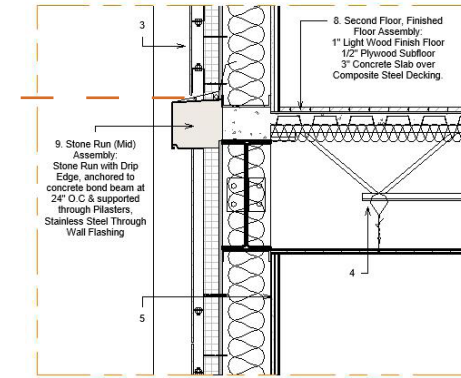 3
8. Second Floor, Finished
Floor Assembly:
1" Light Wood Finish Floor
1/2" Plywood Subfloor
3" Concrete Slab over
Composite Steel Decking.
9. Stone Run (Mid)
Assembly:
Stone Run with Drip
Edge, anchored to
concrete bond beam at
24" O.C & supported
through Pilasters,
Stainless Steel Through
Wall Flashing
4
5